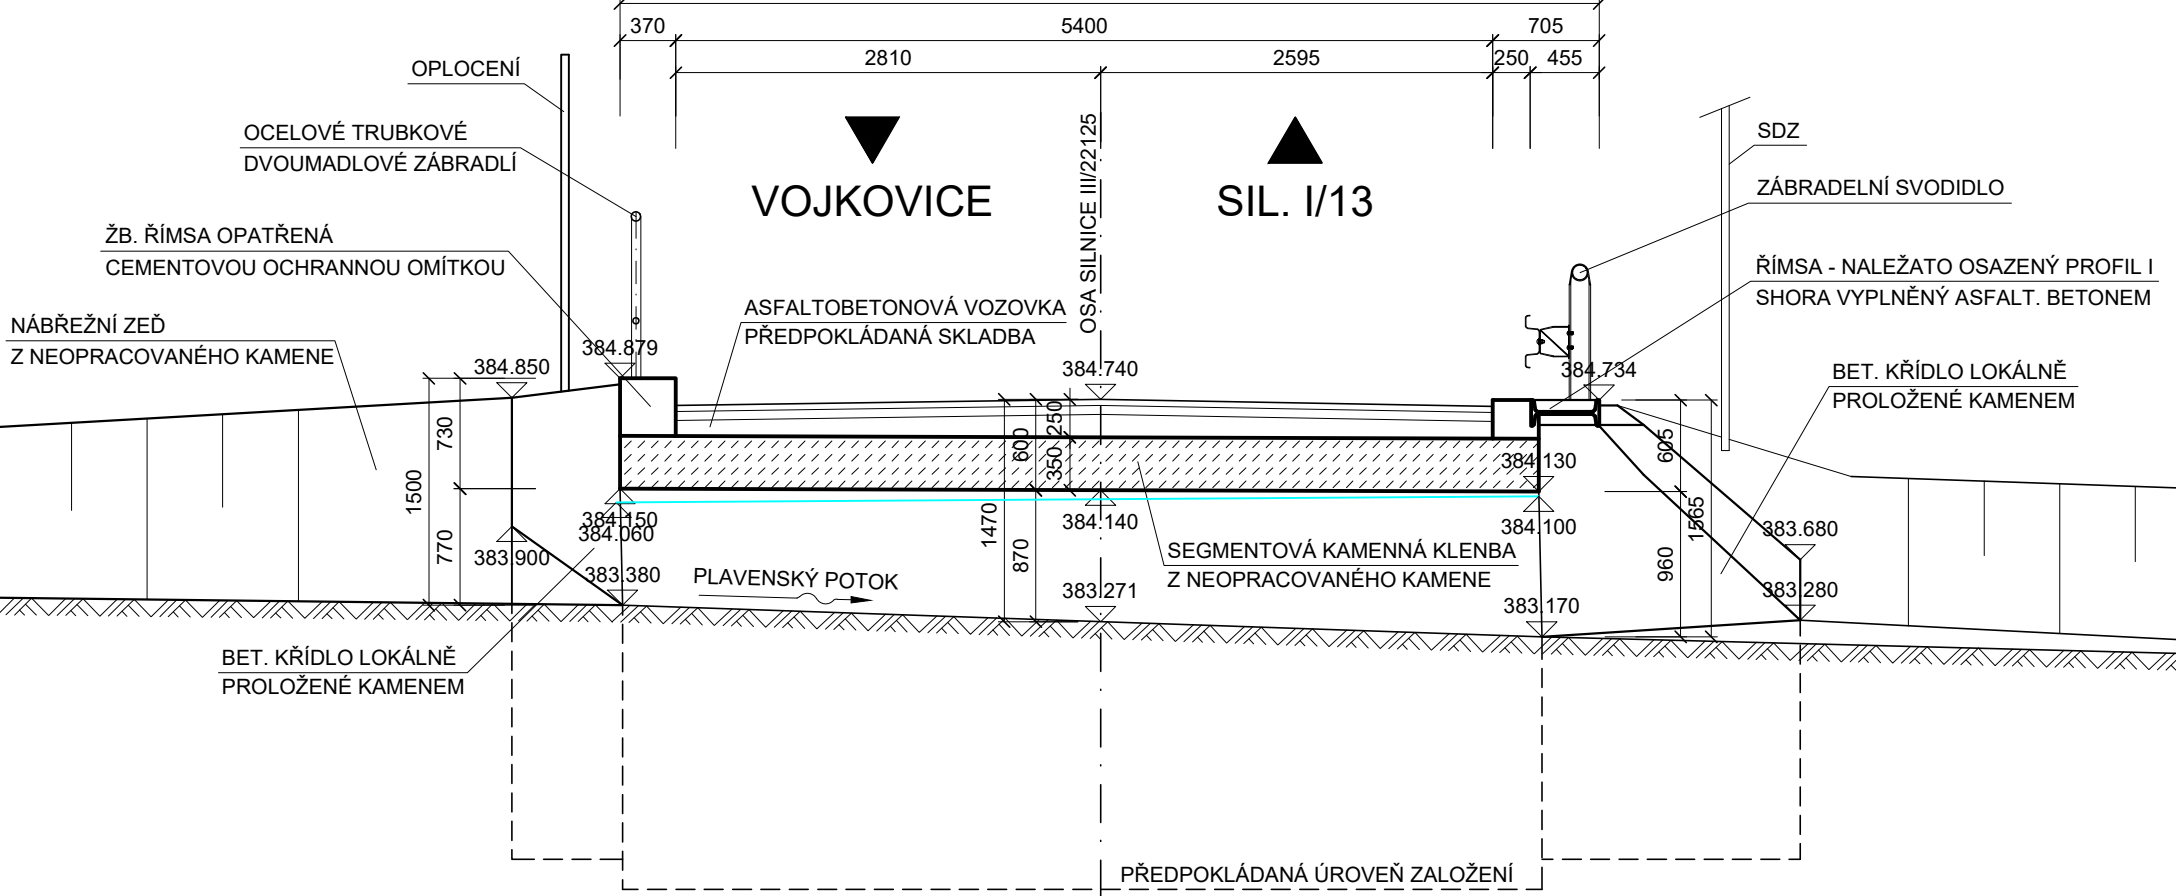 370
5400
705
2810
2595
250
455
OPLOCENÍ
OCELOVÉ TRUBKOVÉ
DVOUMADLOVÉ ZÁBRADLÍ
ŽB. ŘÍMSA OPATŘENÁ
CEMENTOVOU OCHRANNOU OMÍTKOU
NÁBŘEŽNÍ ZEĎ
Z NEOPRACOVANÉHO KAMENE
VOJKOVICE
OSA SILNICE III/22125
SIL. I/13
SDZ
ZÁBRADELNÍ SVODIDLO
ŘÍMSA - NALEŽATO OSAZENÝ PROFIL I
SHORA VYPLNĚNÝ ASFALT. BETONEM
ASFALTOBETONOVÁ VOZOVKA
PŘEDPOKLÁDANÁ SKLADBA
BET. KŘÍDLO LOKÁLNĚ
PROLOŽENÉ KAMENEM
384.850
384.879
384.740
384.734
730
1500
770
600
250
350
1470
870
384.130
605
1565
960
384.150
384.060
383.900
383.380
384.140
384.100
383.680
383.271
383.170
383.280
PLAVENSKÝ POTOK
SEGMENTOVÁ KAMENNÁ KLENBA
Z NEOPRACOVANÉHO KAMENE
BET. KŘÍDLO LOKÁLNĚ
PROLOŽENÉ KAMENEM
PŘEDPOKLÁDANÁ ÚROVEŇ ZALOŽENÍ